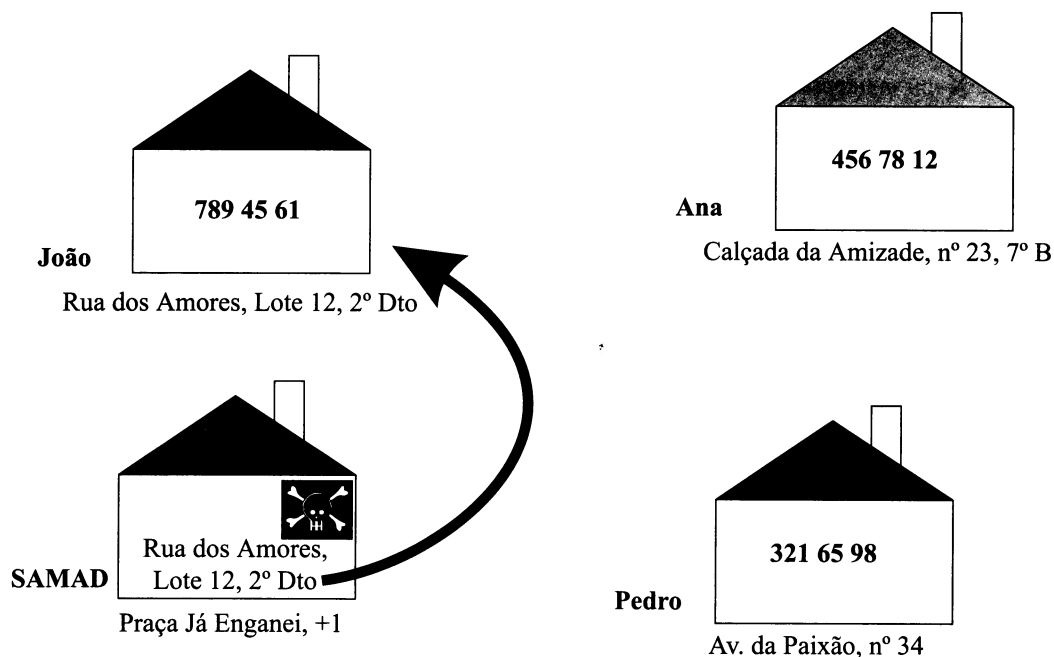 789 45 61
João
Rua dos Amores, Lote 12, 2º Dto
456 78 12
Ana
Calçada da Amizade, nº 23, 7º B
Rua dos Amores,
Lote 12, 2º Dto
SAMAD
Praça Já Enganei, +1
321 65 98
Pedro
Av. da Paixão, nº 34